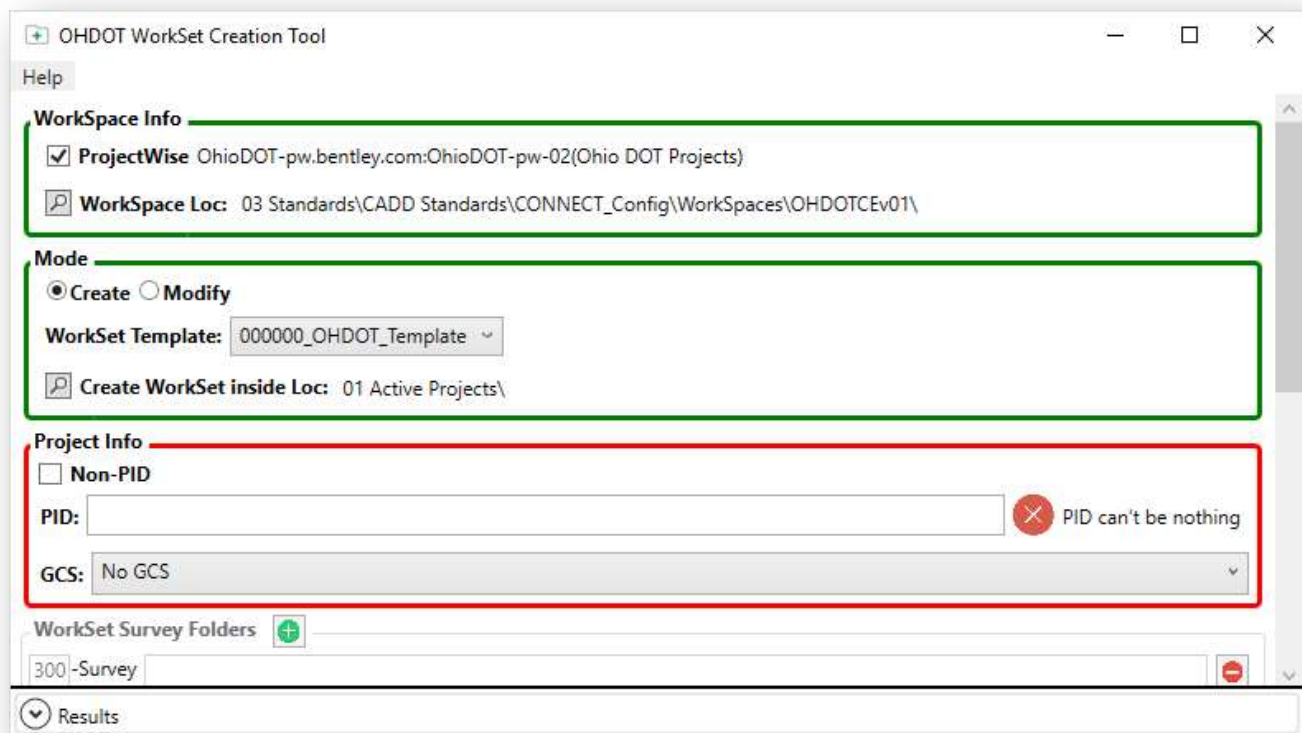 OHDOT WorkSet Creation Tool
Help
WorkSpace Info
ProjectWise OhioDOT-pw.bentley.com:OhioDOT-pw-02(Ohio DOT Projects)
WorkSpace Loc: 03 Standards\CADD Standards\CONNECT_Config\WorkSpaces\OHDOTCEv01\
Mode
Create Modify
WorkSet Template: 000000_OHDOT_Template
Create WorkSet inside Loc: 01 Active Projects\
Project Info
Non-PID
PID: PID can't be nothing
GCS: No GCS
WorkSet Survey Folders
300 -Survey
Results